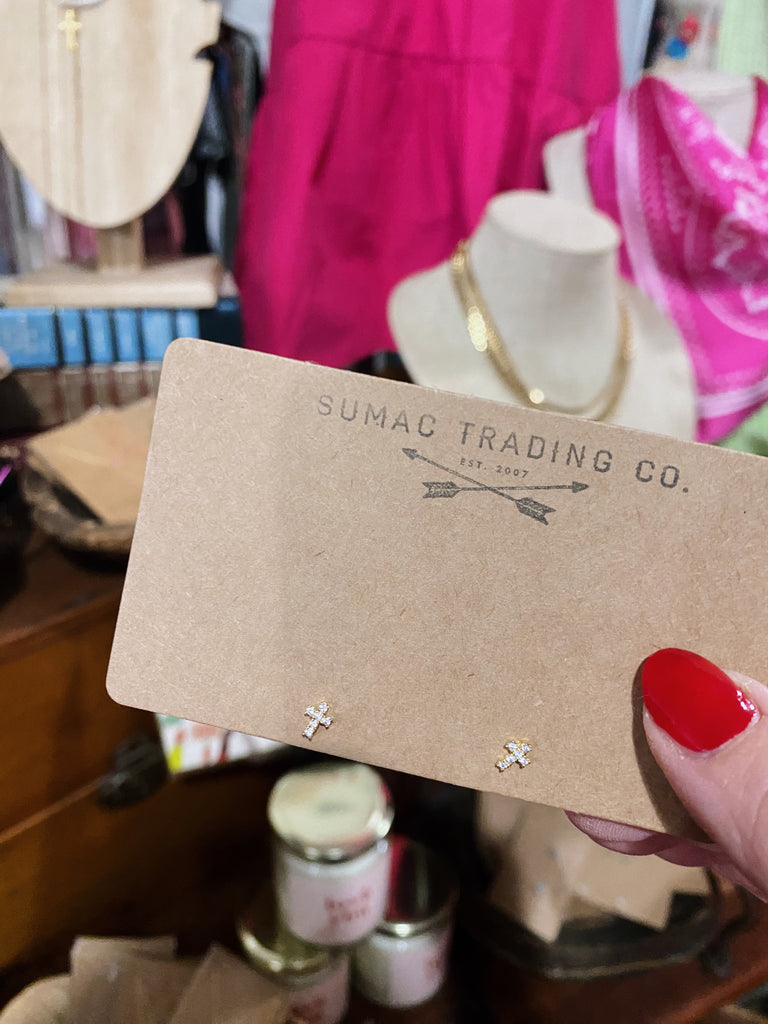 SUMAC TRADING CO.
EST. 2007